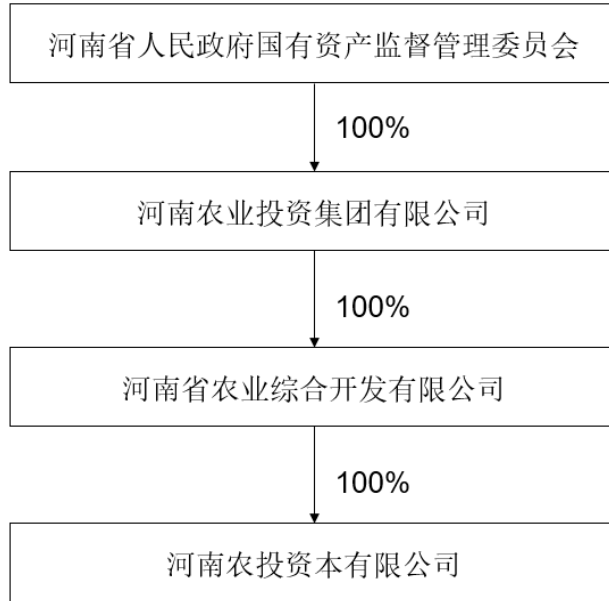 河南省人民政府国有资产监督管理委员会
100%
河南农业投资集团有限公司
100%
河南省农业综合开发有限公司
100%
河南农投资本有限公司